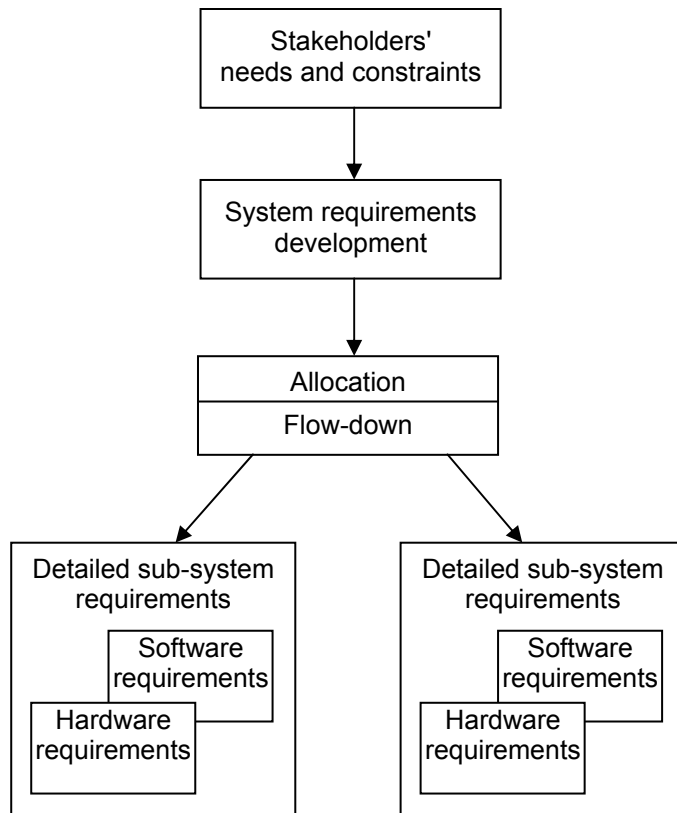 Stakeholders'
needs and constraints
System requirements
development
Allocation
Flow-down
Detailed sub-system
requirements
Software
requirements
Hardware
requirements
Detailed sub-system
requirements
Software
requirements
Hardware
requirements